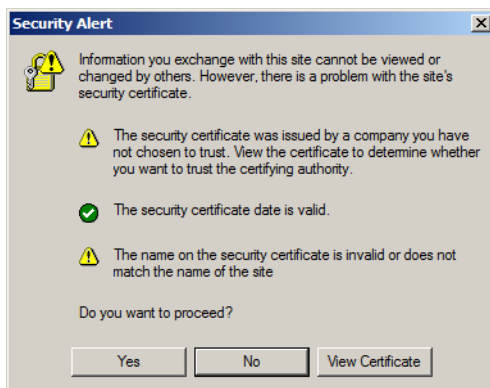 Security Alert
Information you exchange with this site cannot be viewed or
changed by others. However, there is a problem with the site's
security certificate.
The security certificate was issued by a company you have
not chosen to trust. View the certificate to determine whether
you want to trust the certifying authority.
The security certificate date is valid.
The name on the security certificate is invalid or does not
match the name of the site
Do you want to proceed?
Yes No View Certificate